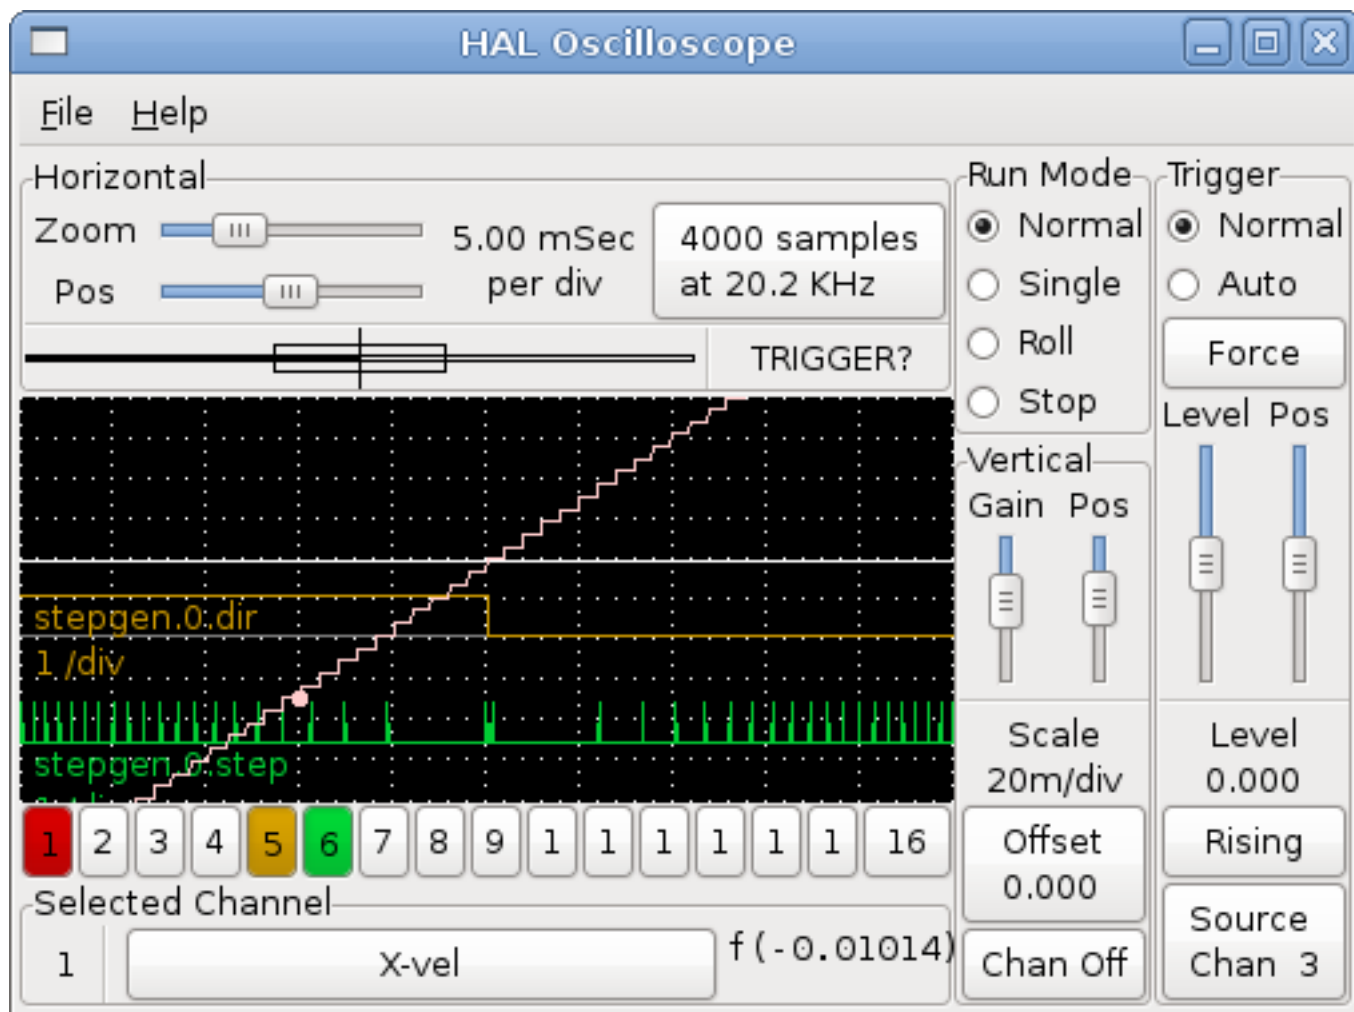 HAL Oscilloscope
File Help
Horizontal
Zoom
Pos
5.00 mSec
per div
4000 samples
at 20.2 KHz
TRIGGER?
Run Mode
Normal
Single
Roll
Stop
Trigger
Normal
Auto
Force
Level Pos
Vertical
Gain Pos
stepgen.0.dir
1 /div
stepgen.0.step
Scale
20m/div
Level
0.000
1 2 3 4 5 6 7 8 9 1 1 1 1 1 1 16
Offset
0.000
Rising
Selected Channel
1
X-vel
f(-0.01014)
Chan Off
Source
Chan 3